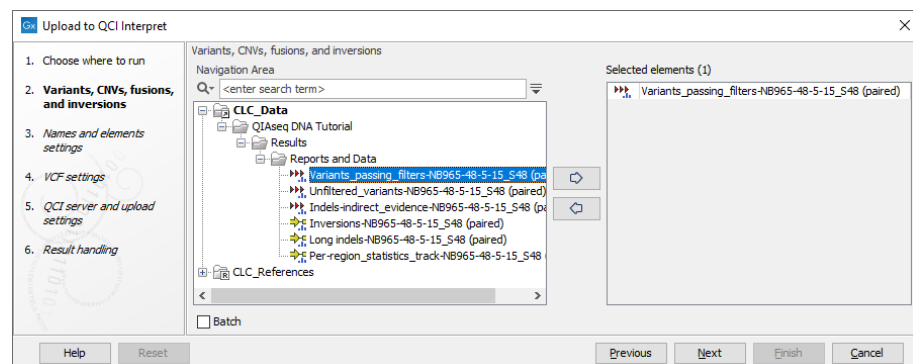 Gx Upload to QCI Interpret
1. Choose where to run
2. Variants, CNVs, fusions,
and inversions
3. Names and elements
settings
4. VCF settings
5. QCI server and upload
settings
6. Result handling
Variants, CNVs, fusions, and inversions
Navigation Area
<enter search term>
CLC_Data
QIAseq DNA Tutorial
Results
Reports and Data
Variants_passing_filters-NB965-48-5-15_S48 (pa
Unfiltered_variants-NB965-48-5-15_S48 (paired)
Indels-indirect_evidence-NB965-48-5-15_S48 (pa
Inversions-NB965-48-5-15_S48 (paired)
Long indels-NB965-48-5-15_S48 (paired)
Per-region_statistics_track-NB965-48-5-15_S48 (
CLC_References
Batch
Selected elements (1)
Variants_passing_filters-NB965-48-5-15_S48 (paired)
Help
Reset
Previous
Next
Finish
Cancel